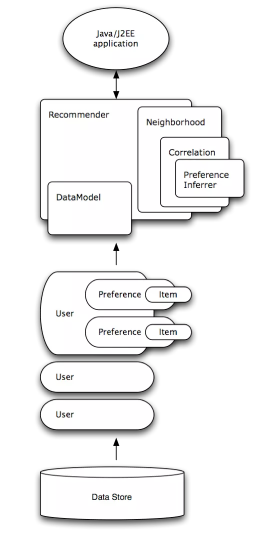 Java/J2EE
application
Recommender
Neighborhood
Correlation
Preference
Inferrer
DataModel
Preference
Item
User
Preference
Item
User
User
Data Store